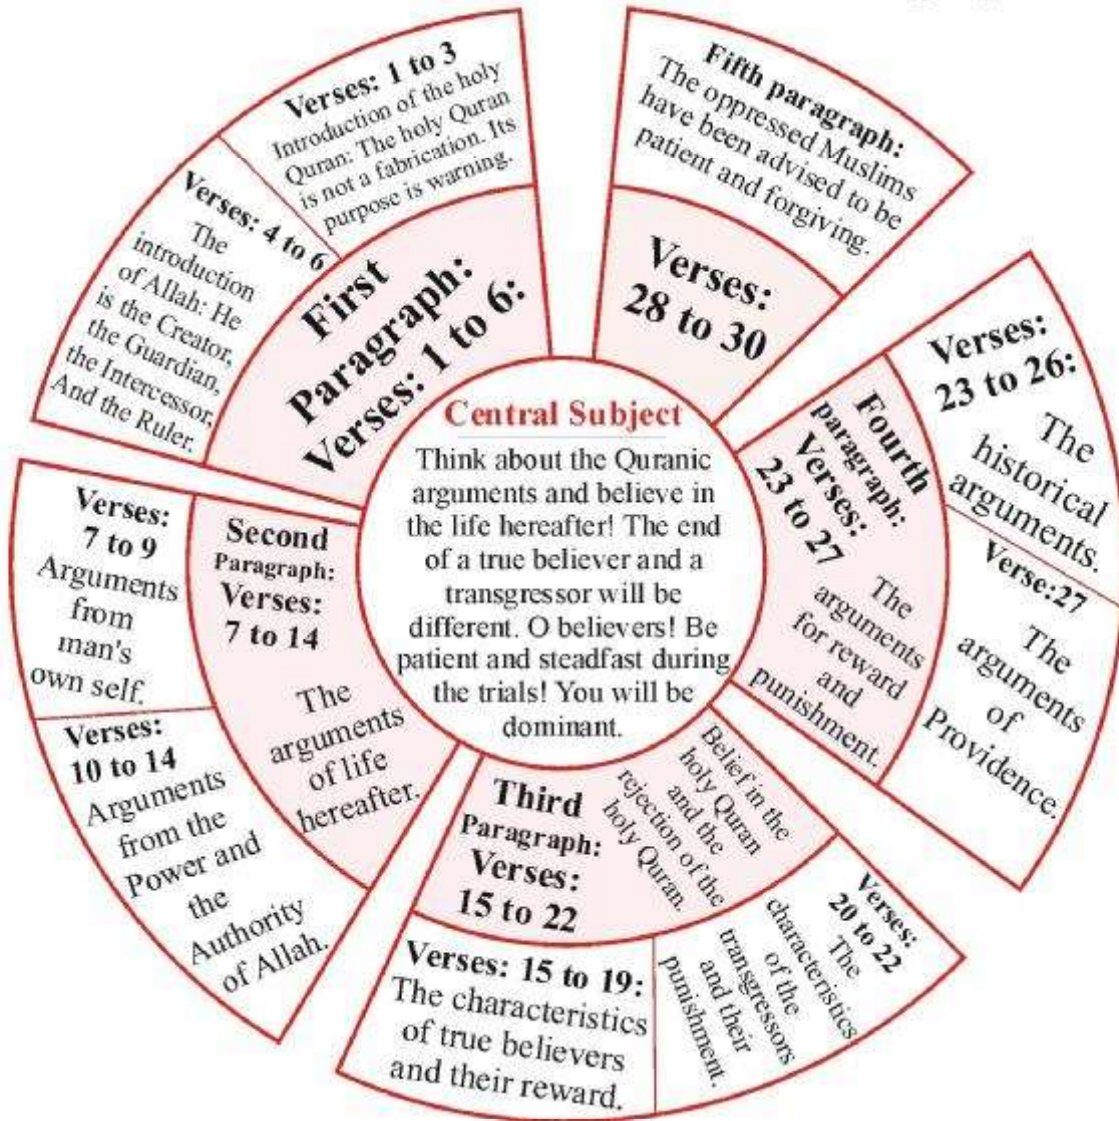 Central Subject
Think about the Quranic
arguments and believe in
the life hereafter! The end
of a true believer and a
transgressor will be
different. O believers! Be
patient and steadfast during
the trials! You will be
dominant.
First
Paragraph:
Verses: 1 to 6:
Verses: 1 to 3
Introduction of the holy
Quran: The holy Quran
is not a fabrication. Its
purpose is warning.
Verses: 4 to 6
The
introduction
of Allah: He
is the Creator,
the Guardian,
the Intercessor,
And the Ruler.
Second
Paragraph:
Verses:
7 to 14
The
arguments
of life
hereafter.
Verses:
7 to 9
Arguments
from
man's
own self.
Verses:
10 to 14
Arguments
from the
Power and
the
Authority
of Allah.
Third
Paragraph:
Verses:
15 to 22
Belief in the
holy Quran
and the
rejection of the
holy Quran.
Verses: 15 to 19:
The characteristics
of true believers
and their reward.
Verses:
20 to 22
The
characteristics
of the
transgressors
and their
punishment.
Fourth
paragraph:
Verses:
23 to 27
The
arguments
for reward
and
punishment.
Verses:
23 to 26:
The
historical
arguments.
Verse:27
The
arguments
of
Providence.
Fifth paragraph:
The oppressed Muslims
have been advised to be
patient and forgiving.
Verses:
28 to 30